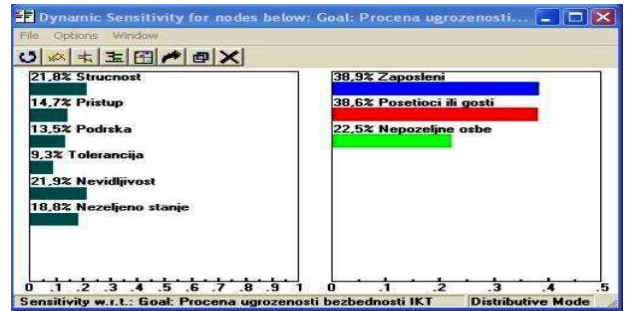 Dynamic Sensitivity for nodes below: Goal: Procena ugrozenosti...
File Options Window
21,8% Strucnost
14,7% Pristup
13,5% Podrska
9,3% Tolerancija
21,9% Nevidljivost
18,8% Nezeljeno stanje
0 .1 .2 .3 .4 .5 .6 .7 .8 .9 1
38,9% Zaposleni
38,6% Posetioci ili gosti
22,5% Nepozeljne osbe
0 .1 .2 .3 .4 .5
Sensitivity w.r.t.: Goal: Procena ugrozenosti bezbednosti IKT Distributive Mode